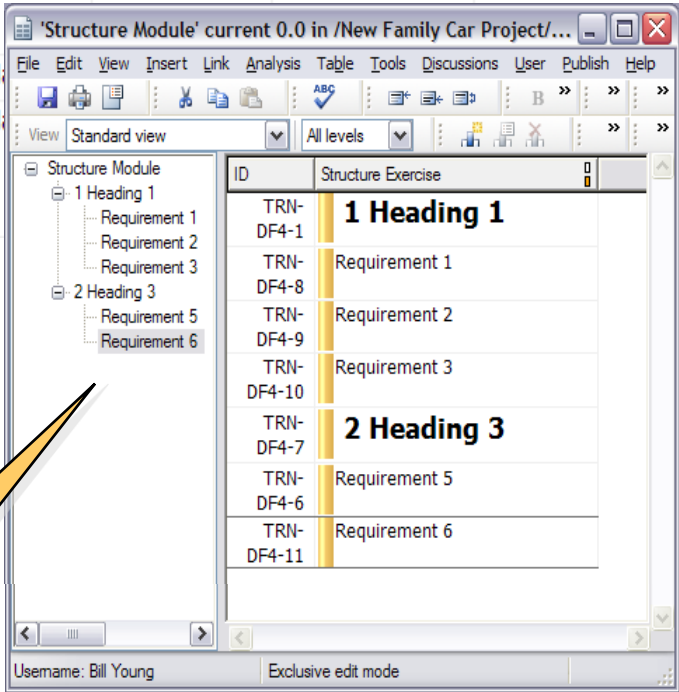 'Structure Module' current 0.0 in /New Family Car Project/...
File Edit View Insert Link Analysis Table Tools Discussions User Publish Help
ABC B » » »
View Standard view All levels » »
Structure Module
1 Heading 1
Requirement 1
Requirement 2
Requirement 3
2 Heading 3
Requirement 5
Requirement 6
ID Structure Exercise
TRN-
DF4-1
1 Heading 1
TRN-
DF4-8
Requirement 1
TRN-
DF4-9
Requirement 2
TRN-
DF4-10
Requirement 3
TRN-
DF4-7
2 Heading 3
TRN-
DF4-6
Requirement 5
TRN-
DF4-11
Requirement 6
Username: Bill Young Exclusive edit mode